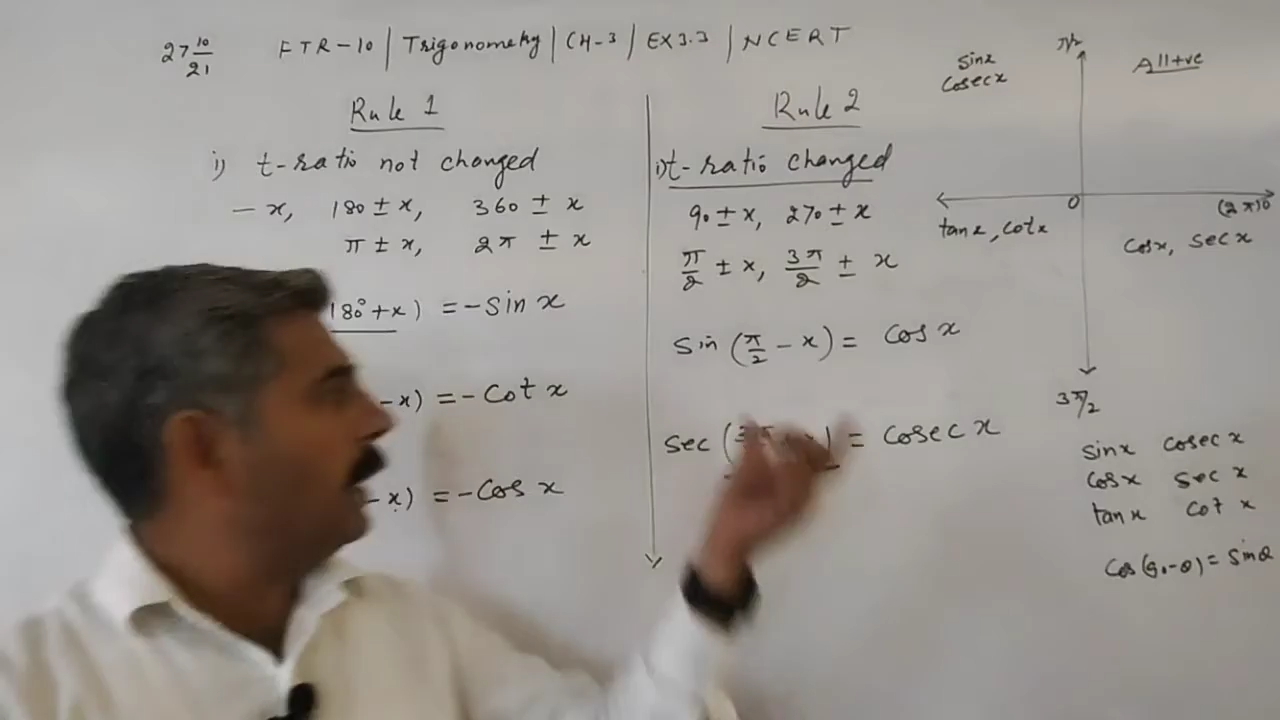 27 10/21 FTR-10 | Trigonometry | CH-3 | EX 3.3 | NCERT
Rule 1
i) t-ratio not changed
- x, 180 ± x, 360 ± x
π ± x, 2π ± x
180° + x) = - sin x
- x) = - cot x
- x) = - cos x
Rule 2
i) t-ratio changed
90 ± x, 270 ± x
π/2 ± x, 3π/2 ± x
sin (π/2 - x) = cos x
sec ( = cosec x
π/2
sin x
cosec x
All +ve
0
(2π) 0
tan x, cot x
cos x, sec x
3π/2
sin x cosec x
cos x sec x
tan x cot x
cos (90-θ) = sin θ